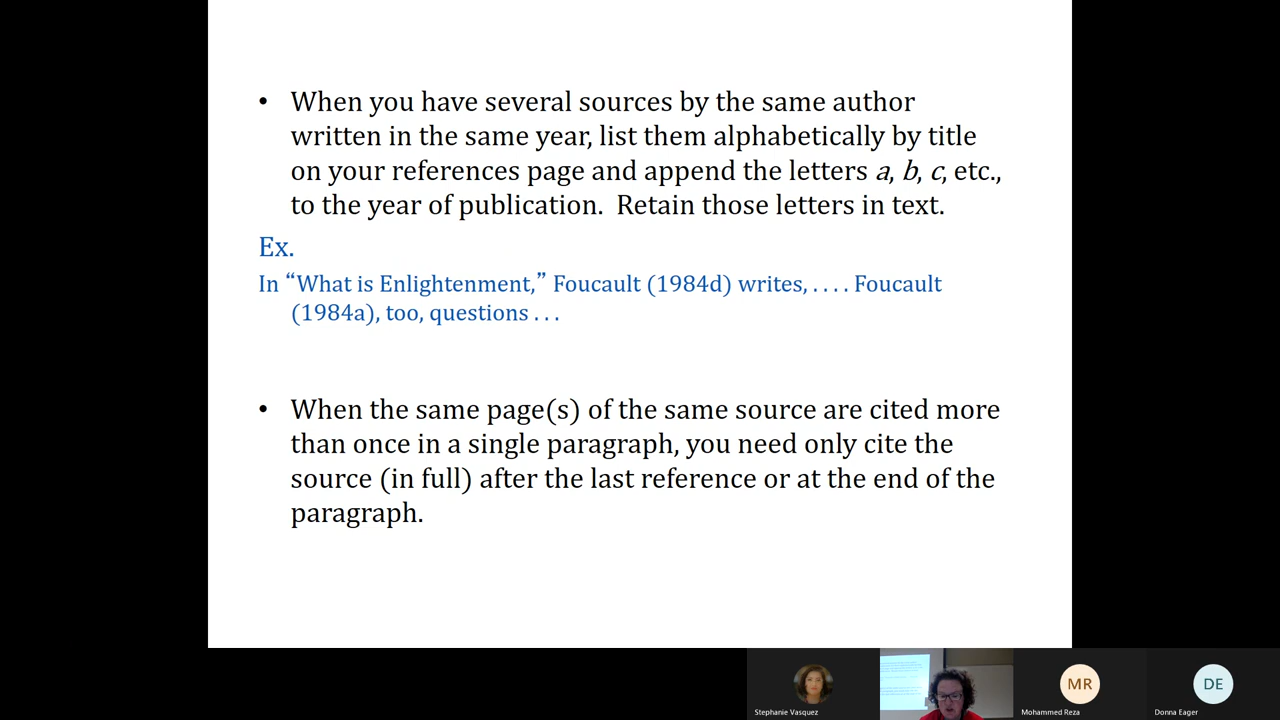 • When you have several sources by the same author
written in the same year, list them alphabetically by title
on your references page and append the letters a, b, c, etc.,
to the year of publication.  Retain those letters in text.
Ex.
In “What is Enlightenment,” Foucault (1984d) writes, . . . . Foucault
(1984a), too, questions . . .
• When the same page(s) of the same source are cited more
than once in a single paragraph, you need only cite the
source (in full) after the last reference or at the end of the
paragraph.
MR
DE
Stephanie Vasquez
Mohammed Reza
Donna Eager